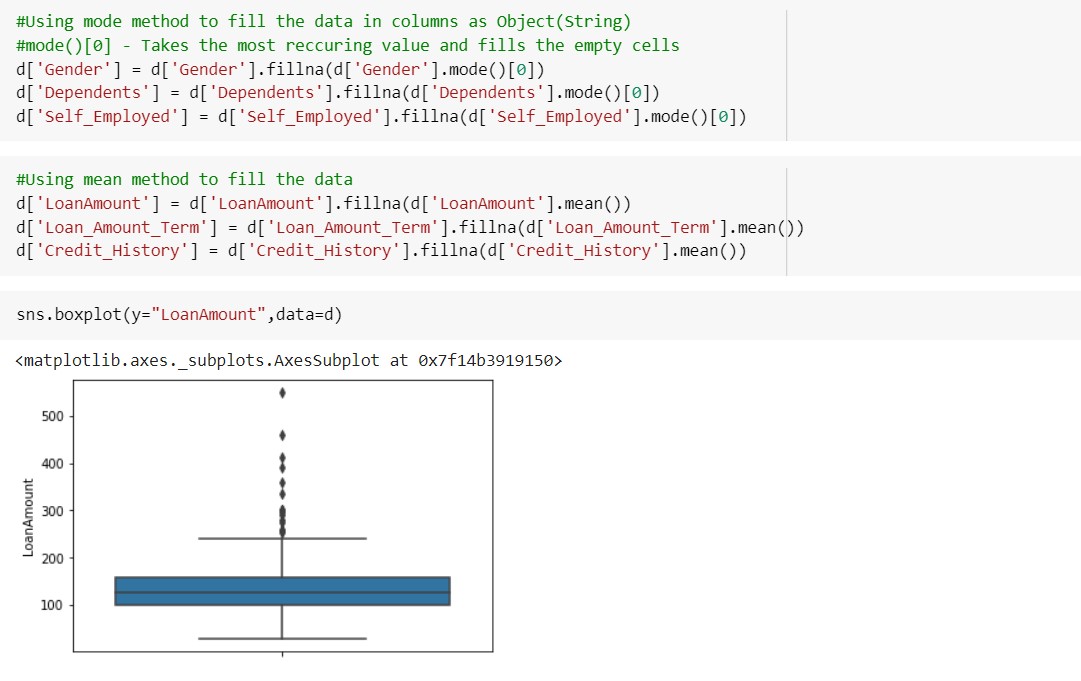 #Using mode method to fill the data in columns as Object(String)
#mode()[0] - Takes the most reccuring value and fills the empty cells
d['Gender'] = d['Gender'].fillna(d['Gender'].mode()[0])
d['Dependents'] = d['Dependents'].fillna(d['Dependents'].mode()[0])
d['Self_Employed'] = d['Self_Employed'].fillna(d['Self_Employed'].mode()[0])
#Using mean method to fill the data
d['LoanAmount'] = d['LoanAmount'].fillna(d['LoanAmount'].mean())
d['Loan_Amount_Term'] = d['Loan_Amount_Term'].fillna(d['Loan_Amount_Term'].mean())
d['Credit_History'] = d['Credit_History'].fillna(d['Credit_History'].mean())
sns.boxplot(y="LoanAmount",data=d)
<matplotlib.axes._subplots.AxesSubplot at 0x7f14b3919150>
500
400
300
200
100
LoanAmount